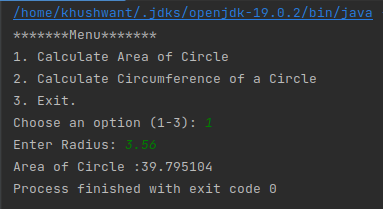 /home/khushwant/.jdks/openjdk-19.0.2/bin/java
*******Menu*******
1. Calculate Area of Circle
2. Calculate Circumference of a Circle
3. Exit.
Choose an option (1-3): 1
Enter Radius: 3.56
Area of Circle :39.795104
Process finished with exit code 0